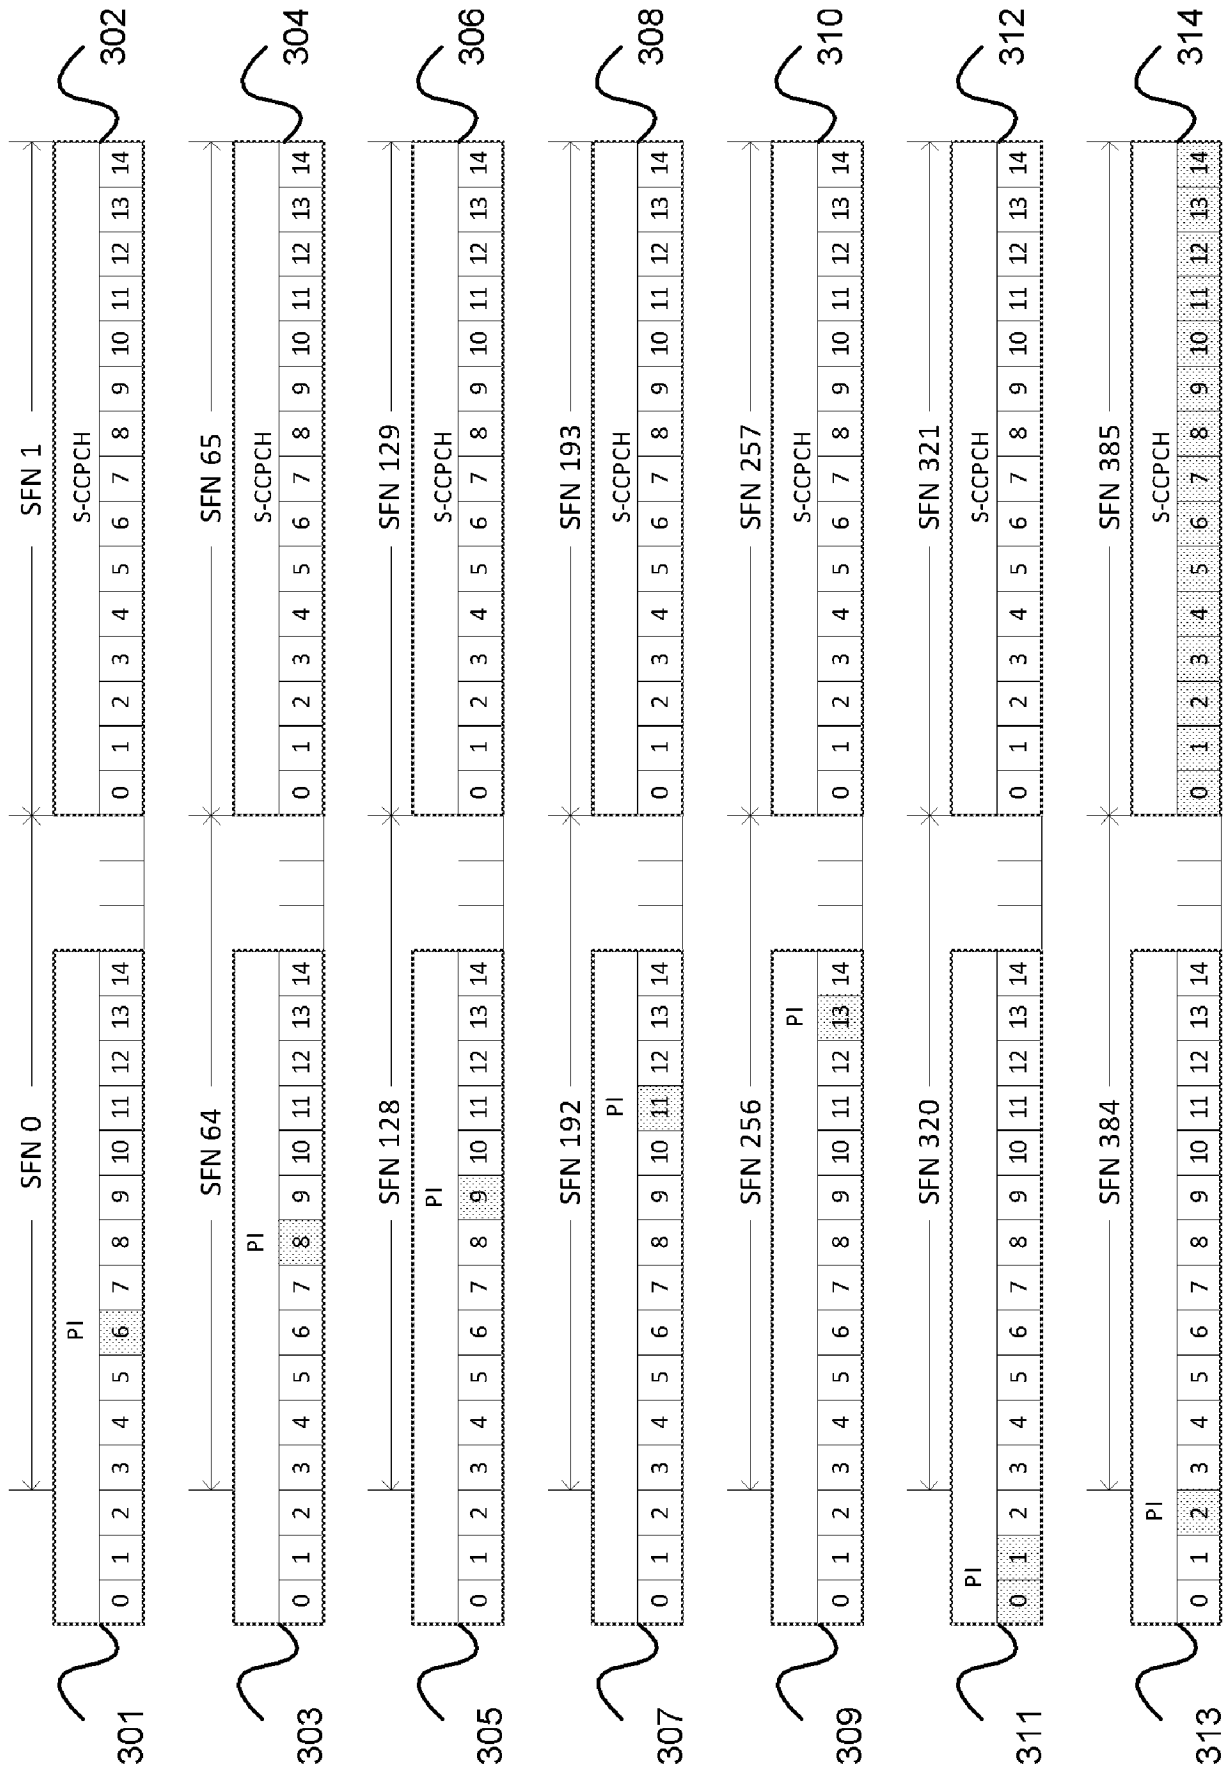 SFN 0 SFN 1
PI S-CCPCH
0 1 2 3 4 5 6 7 8 9 10 11 12 13 14 0 1 2 3 4 5 6 7 8 9 10 11 12 13 14
301 302
SFN 64 SFN 65
PI S-CCPCH
0 1 2 3 4 5 6 7 8 9 10 11 12 13 14 0 1 2 3 4 5 6 7 8 9 10 11 12 13 14
303 304
SFN 128 SFN 129
PI S-CCPCH
0 1 2 3 4 5 6 7 8 9 10 11 12 13 14 0 1 2 3 4 5 6 7 8 9 10 11 12 13 14
305 306
SFN 192 SFN 193
PI S-CCPCH
0 1 2 3 4 5 6 7 8 9 10 11 12 13 14 0 1 2 3 4 5 6 7 8 9 10 11 12 13 14
307 308
SFN 256 SFN 257
PI S-CCPCH
0 1 2 3 4 5 6 7 8 9 10 11 12 13 14 0 1 2 3 4 5 6 7 8 9 10 11 12 13 14
309 310
SFN 320 SFN 321
PI S-CCPCH
0 1 2 3 4 5 6 7 8 9 10 11 12 13 14 0 1 2 3 4 5 6 7 8 9 10 11 12 13 14
311 312
SFN 384 SFN 385
PI S-CCPCH
0 1 2 3 4 5 6 7 8 9 10 11 12 13 14 0 1 2 3 4 5 6 7 8 9 10 11 12 13 14
313 314